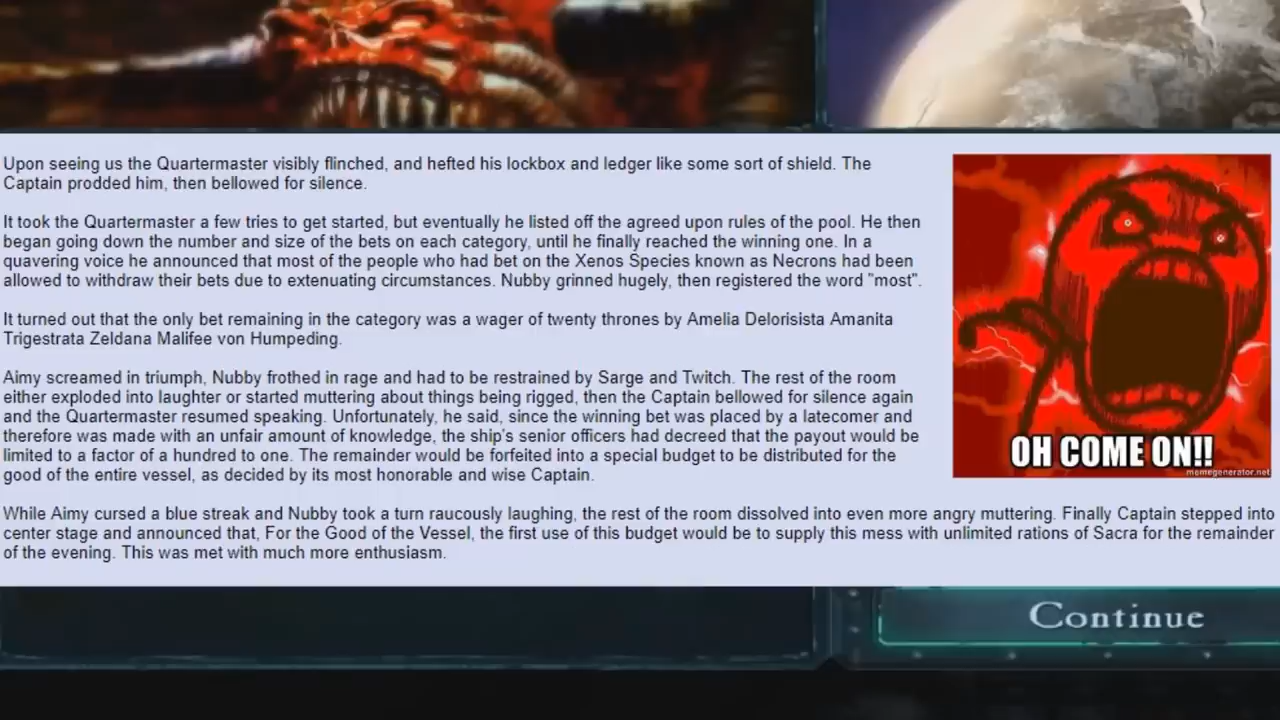 Upon seeing us the Quartermaster visibly flinched, and hefted his lockbox and ledger like some sort of shield. The
Captain prodded him, then bellowed for silence.
It took the Quartermaster a few tries to get started, but eventually he listed off the agreed upon rules of the pool. He then
began going down the number and size of the bets on each category, until he finally reached the winning one. In a
quavering voice he announced that most of the people who had bet on the Xenos Species known as Necrons had been
allowed to withdraw their bets due to extenuating circumstances. Nubby grinned hugely, then registered the word "most".
It turned out that the only bet remaining in the category was a wager of twenty thrones by Amelia Delorisista Amanita
Trigestrata Zeldana Malifee von Humpeding.
Aimy screamed in triumph, Nubby frothed in rage and had to be restrained by Sarge and Twitch. The rest of the room
either exploded into laughter or started muttering about things being rigged, then the Captain bellowed for silence again
and the Quartermaster resumed speaking. Unfortunately, he said, since the winning bet was placed by a latecomer and
therefore was made with an unfair amount of knowledge, the ship's senior officers had decreed that the payout would be
limited to a factor of a hundred to one. The remainder would be forfeited into a special budget to be distributed for the
good of the entire vessel, as decided by its most honorable and wise Captain.
While Aimy cursed a blue streak and Nubby took a turn raucously laughing, the rest of the room dissolved into even more angry muttering. Finally Captain stepped into
center stage and announced that, For the Good of the Vessel, the first use of this budget would be to supply this mess with unlimited rations of Sacra for the remainder
of the evening. This was met with much more enthusiasm.
OH COME ON!!
memegenerator.net
Continue